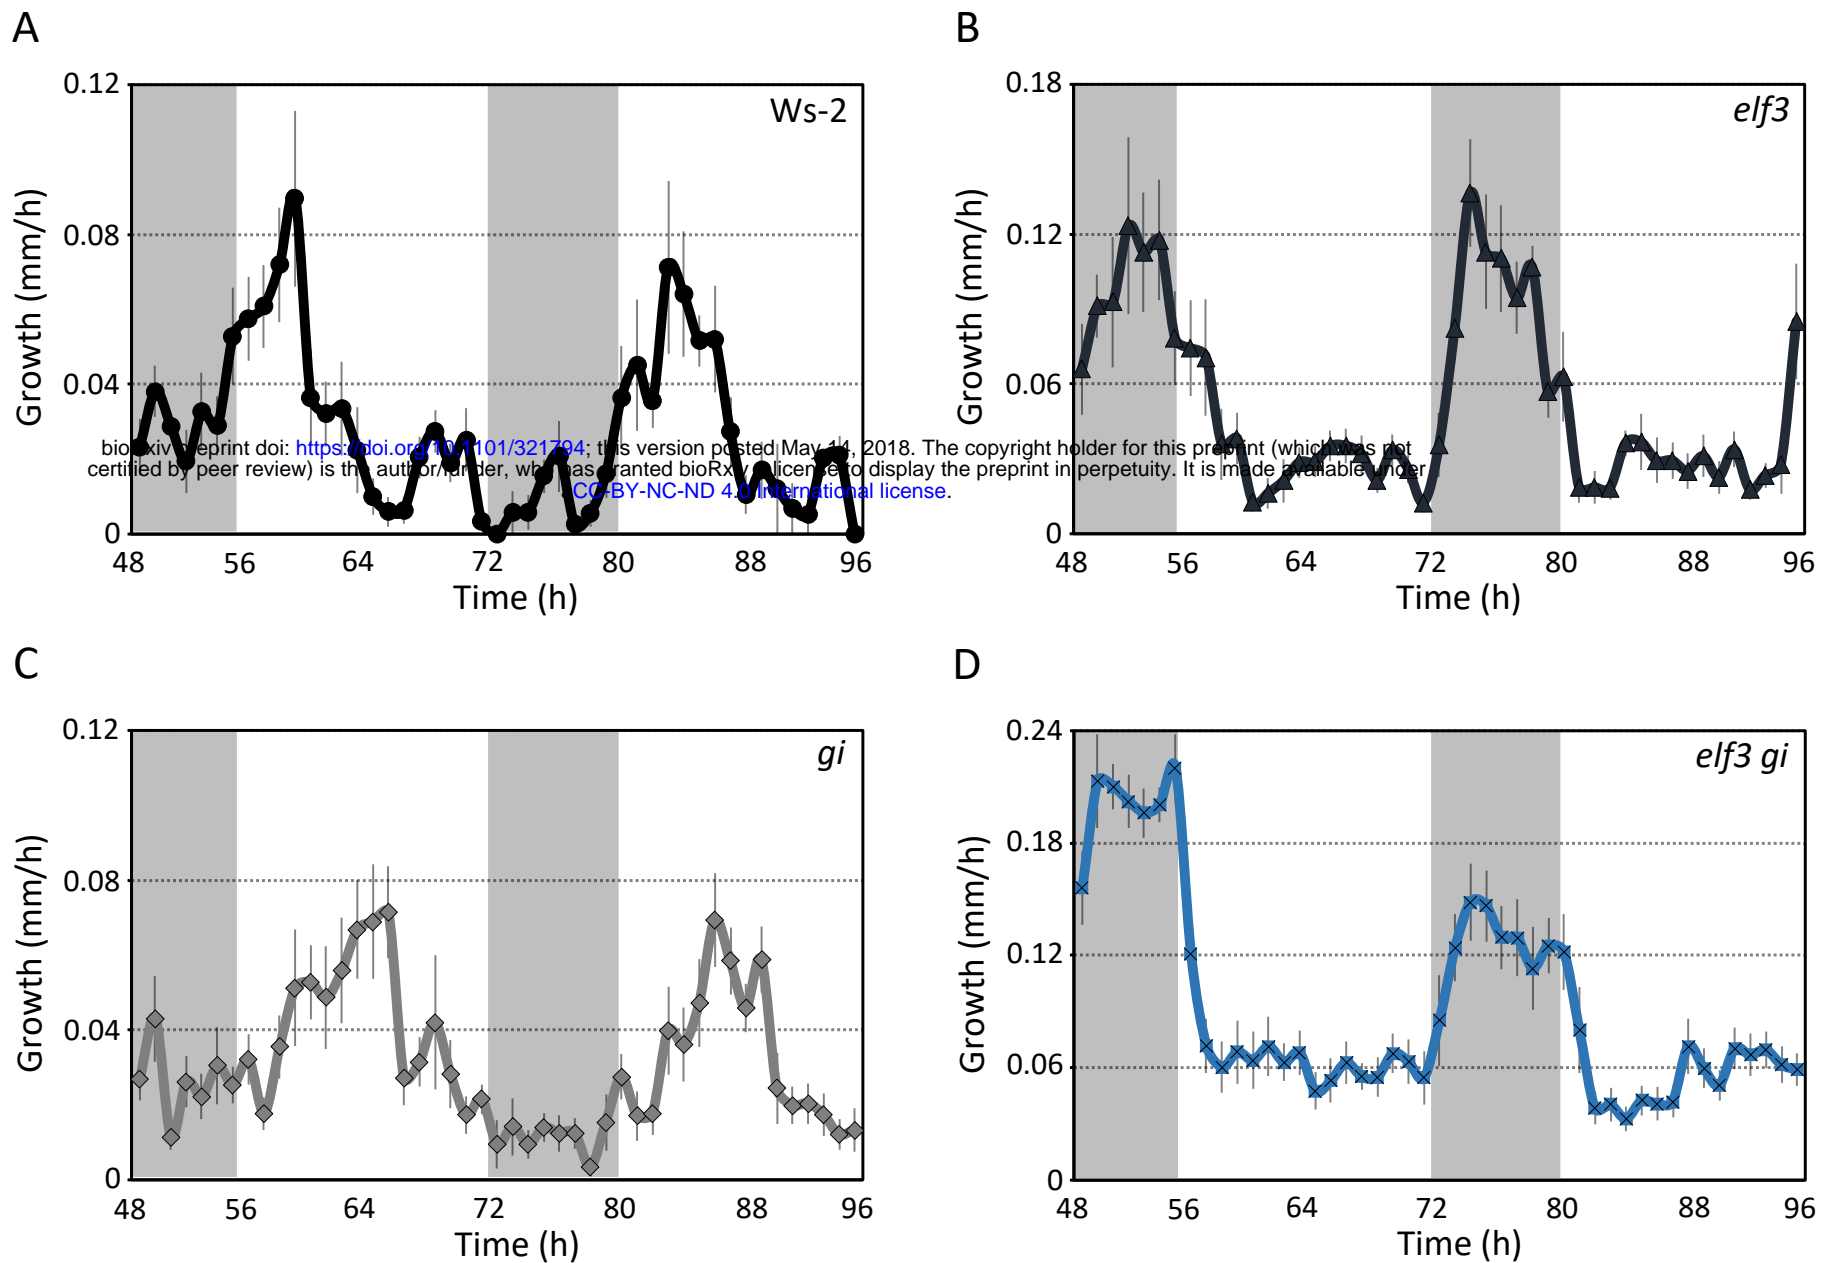 A
B
0.12
0.08
0.04
0
Growth (mm/h)
Ws-2
48
56
64
72
80
88
96
Time (h)
0.18
0.12
0.06
0
Growth (mm/h)
elf3
48
56
64
72
80
88
96
Time (h)
bioRxiv preprint doi: https://doi.org/10.1101/321794; this version posted May 14, 2018. The copyright holder for this preprint (which was not
certified by peer review) is the author/funder, who has granted bioRxiv a license to display the preprint in perpetuity. It is made available under
CC-BY-NC-ND 4.0 International license.
C
D
0.12
0.08
0.04
0
Growth (mm/h)
gi
48
56
64
72
80
88
96
Time (h)
0.24
0.18
0.12
0.06
0
Growth (mm/h)
elf3 gi
48
56
64
72
80
88
96
Time (h)